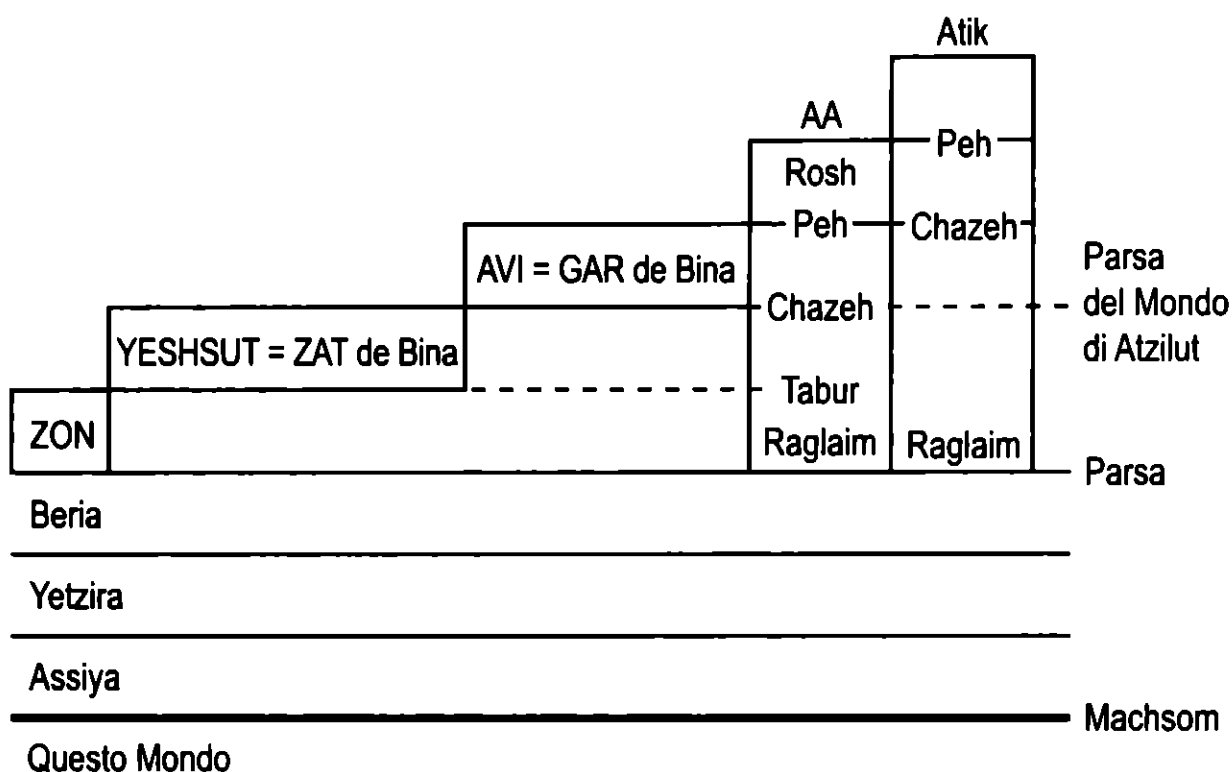 Atik
AA
Peh
Rosh
Peh
Chazeh
AVI = GAR de Bina
Parsa
del Mondo
di Atzilut
Chazeh
YESHSUT = ZAT de Bina
Tabur
ZON
Raglaim
Raglaim
Parsa
Beria
Yetzira
Assiya
Machsom
Questo Mondo